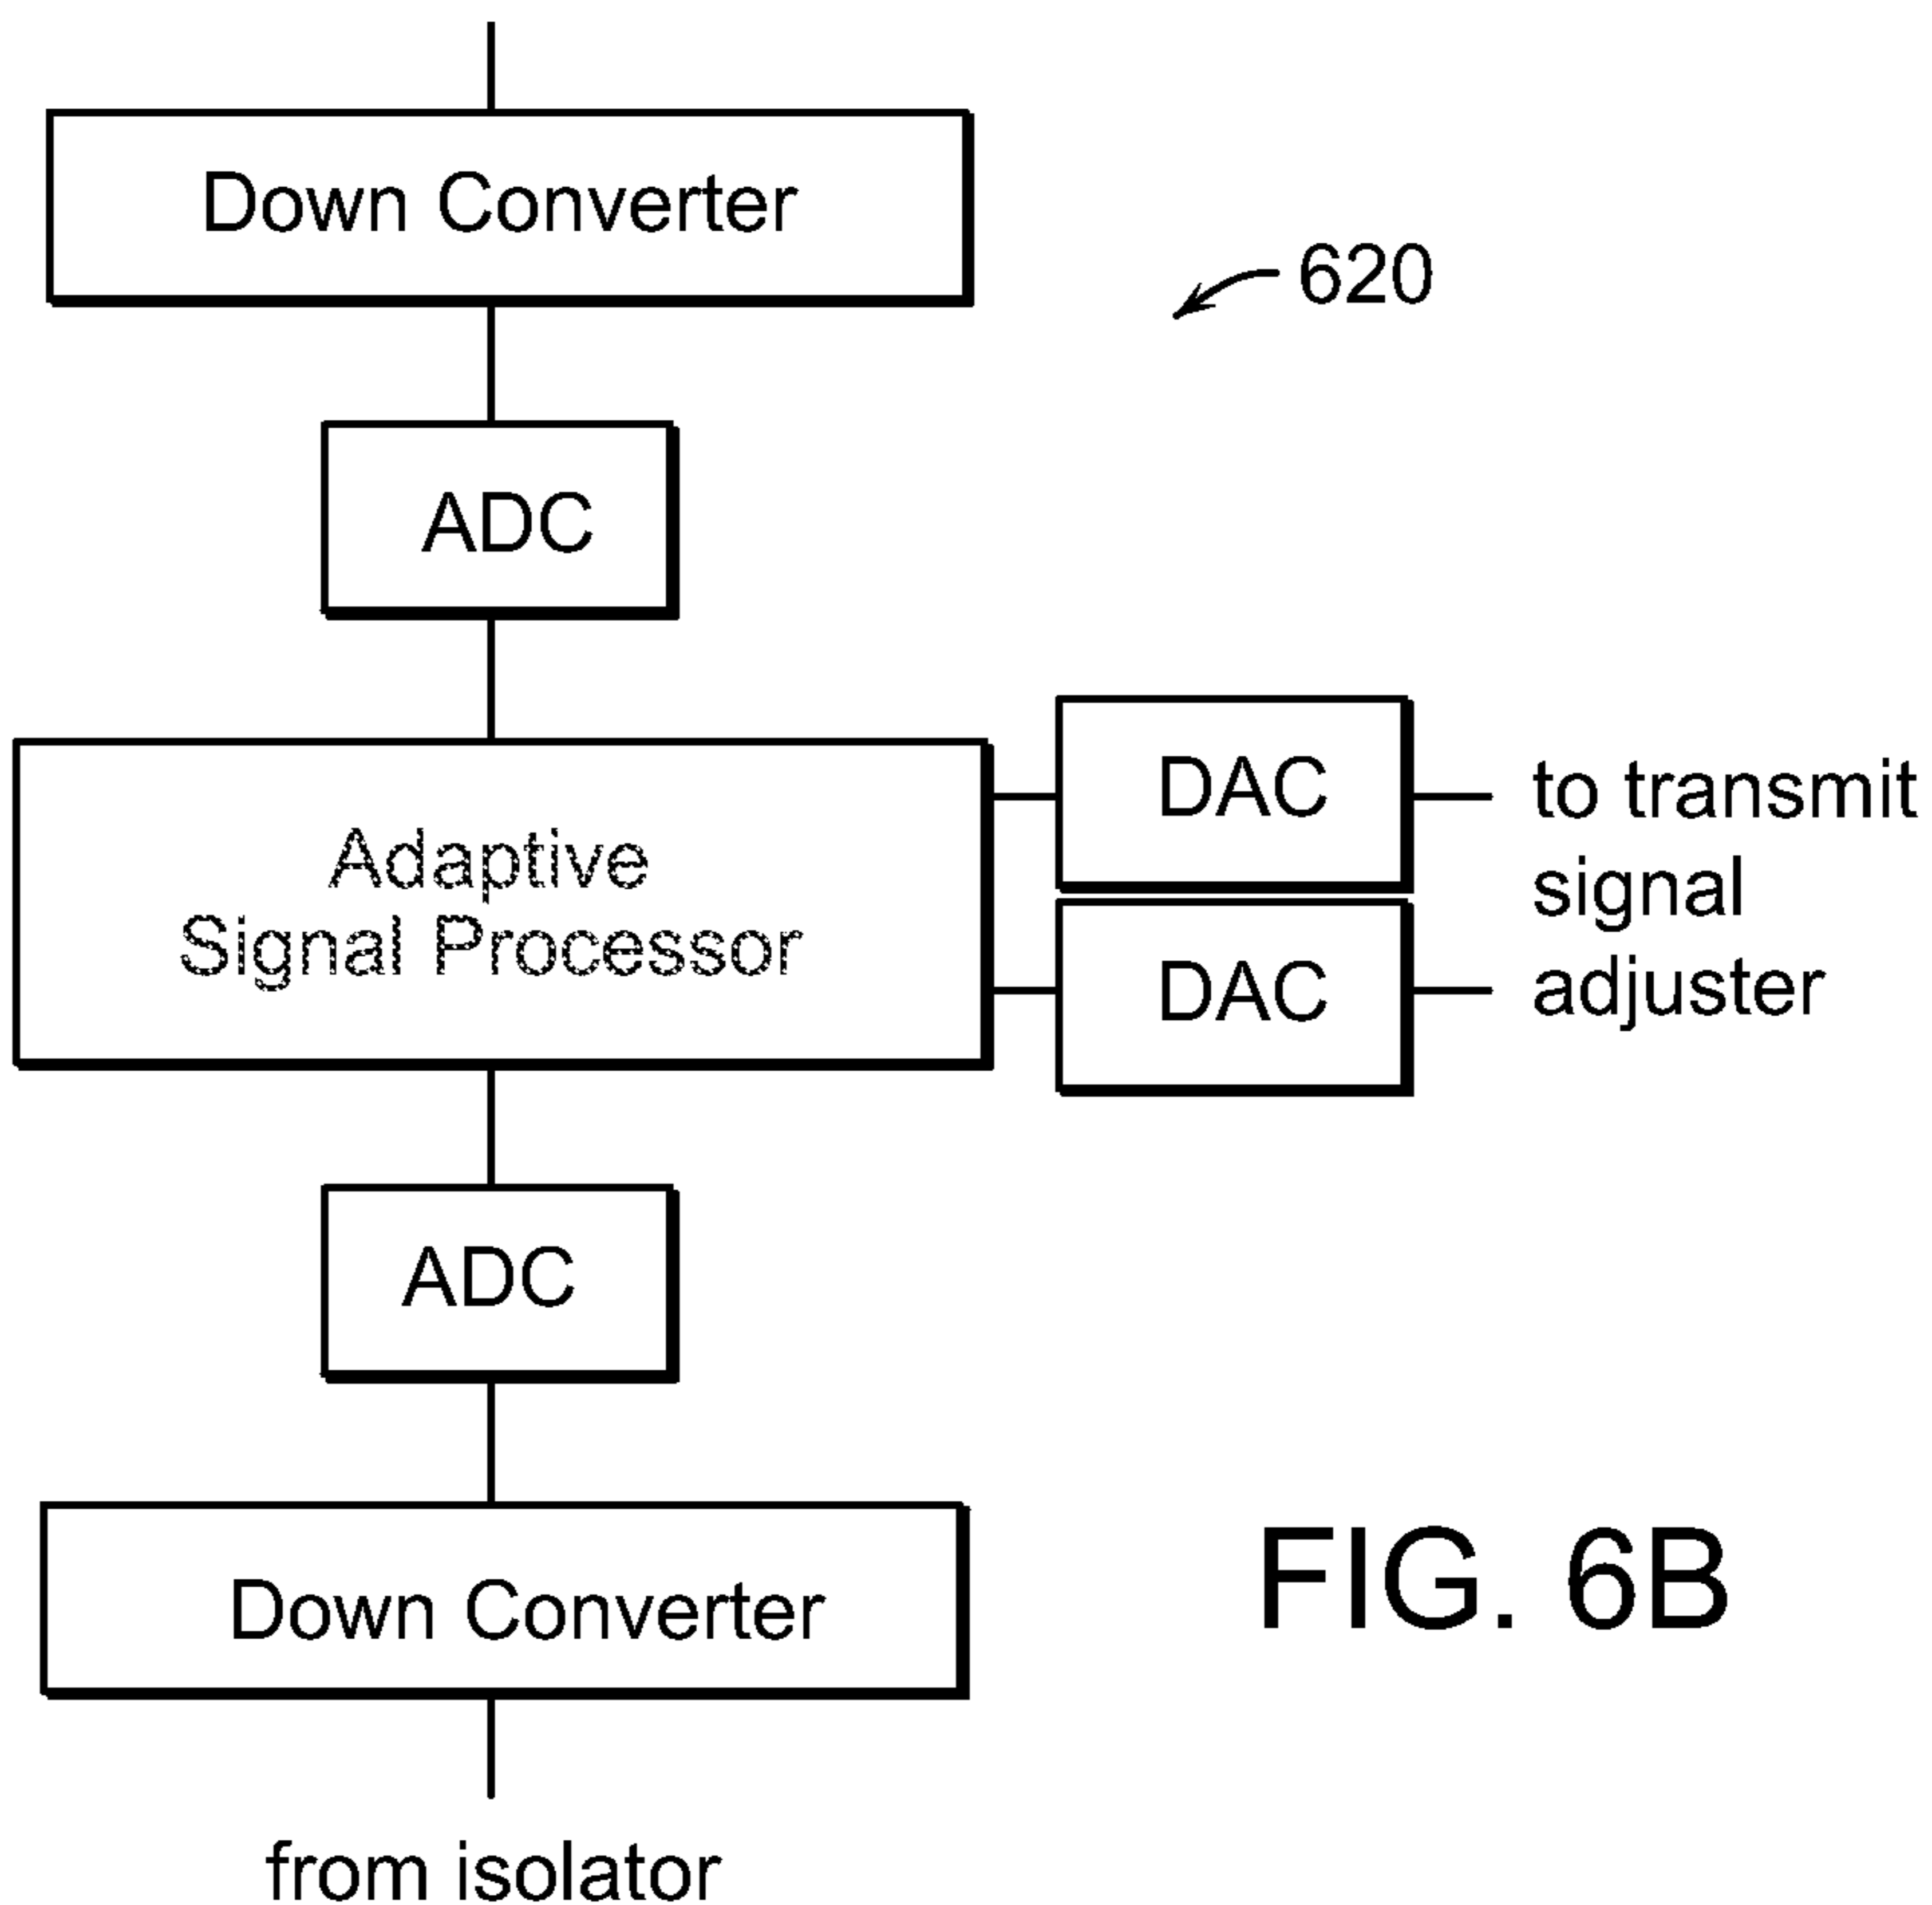 Down Converter
620
ADC
DAC
to transmit
signal
adjuster
Adaptive
Signal Processor
DAC
ADC
Down Converter
FIG. 6B
from isolator